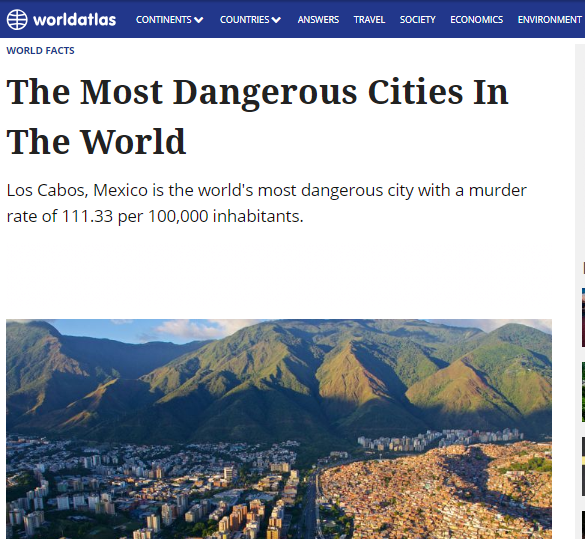 worldatlas CONTINENTS COUNTRIES ANSWERS TRAVEL SOCIETY ECONOMICS ENVIRONMENT
WORLD FACTS
The Most Dangerous Cities In
The World
Los Cabos, Mexico is the world's most dangerous city with a murder
rate of 111.33 per 100,000 inhabitants.